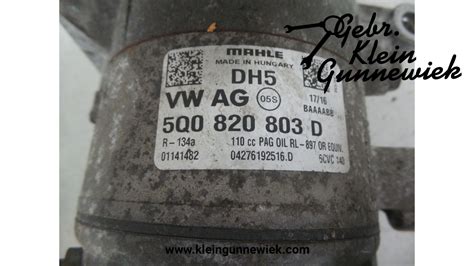 Gebr.
Klein
Gunnewiek
MAHLE
MADE IN HUNGARY
DH5
17/16
VW AG 05S BAAAABB
5Q0 820 803 D
R-134a 110 cc PAG OIL RL-897 OR EQUIV.
01141482 04276192516.D 5CVC
www.kleingunnewiek.com